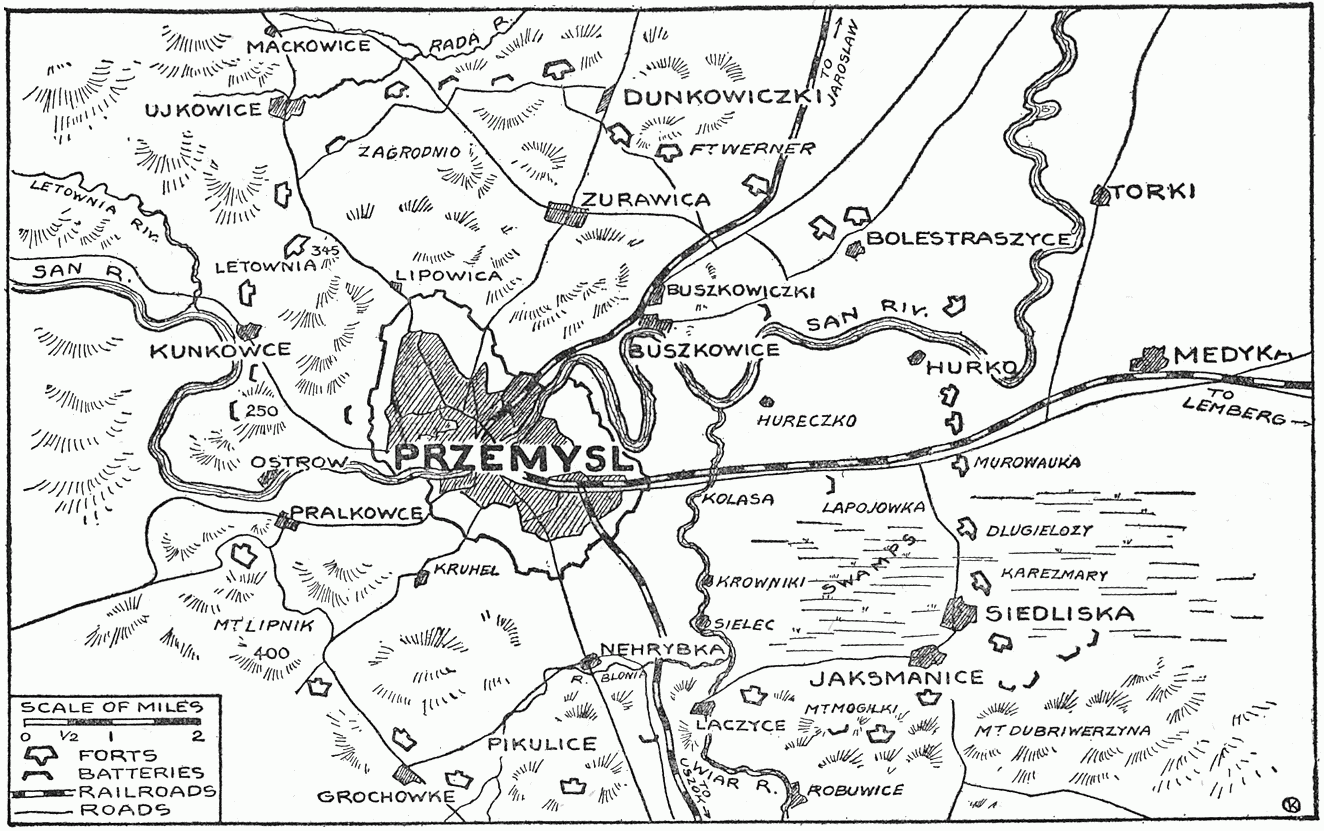 MACKOWICE
RADA R.
TO JAROSLAW
UJKOWICE
DUNKOWICZKI
ZAGRODNIO
FT. WERNER
LETOWNIA RIV.
ZURAWICA
TORKI
345
BOLESTRASZYCE
SAN R.
LETOWNIA
LIPOWICA
BUSZKOWICZKI
SAN RIV.
KUNKOWCE
BUSZKOWICE
HURKO
MEDYKA
TO LEMBERG
250
HURECZKO
OSTROW
PRZEMYSL
MUROWAUKA
KOLASA
LAPOJOWKA
PRALKOWCE
DLUGIELOZY
SWAMPS
KRUHEL
KROWNIKI
KAREZMARY
MT. LIPNIK
400
SIELEC
SIEDLISKA
NEHRYBKA
R. BLONIA
JAKSMANICE
LACZYCE
MT MOGILKI
MT DUBRIWERZYNA
PIKULICE
WIAR R.
TO USZOK
GROCHOWKE
ROBUWICE
SCALE OF MILES
0 1/2 1 2
FORTS
BATTERIES
RAILROADS
ROADS
K